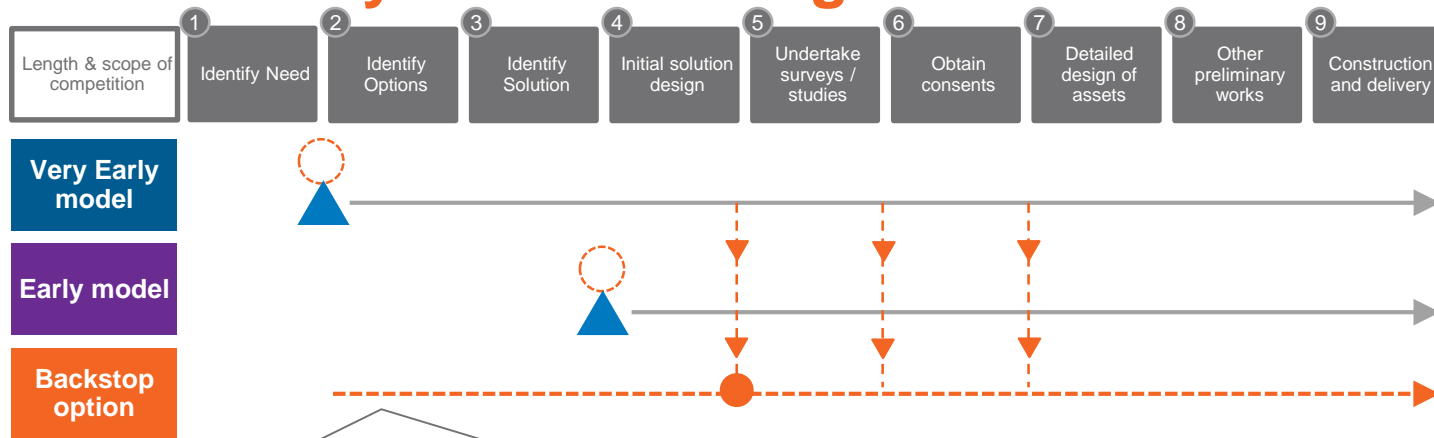 1
2
3
4
5
6
7
8
9
Length & scope of
competition
Identify Need
Identify
Options
Identify
Solution
Initial solution
design
Undertake
surveys /
studies
Obtain
consents
Detailed
design of
assets
Other
preliminary
works
Construction
and delivery
Very Early
model
Early model
Backstop
option